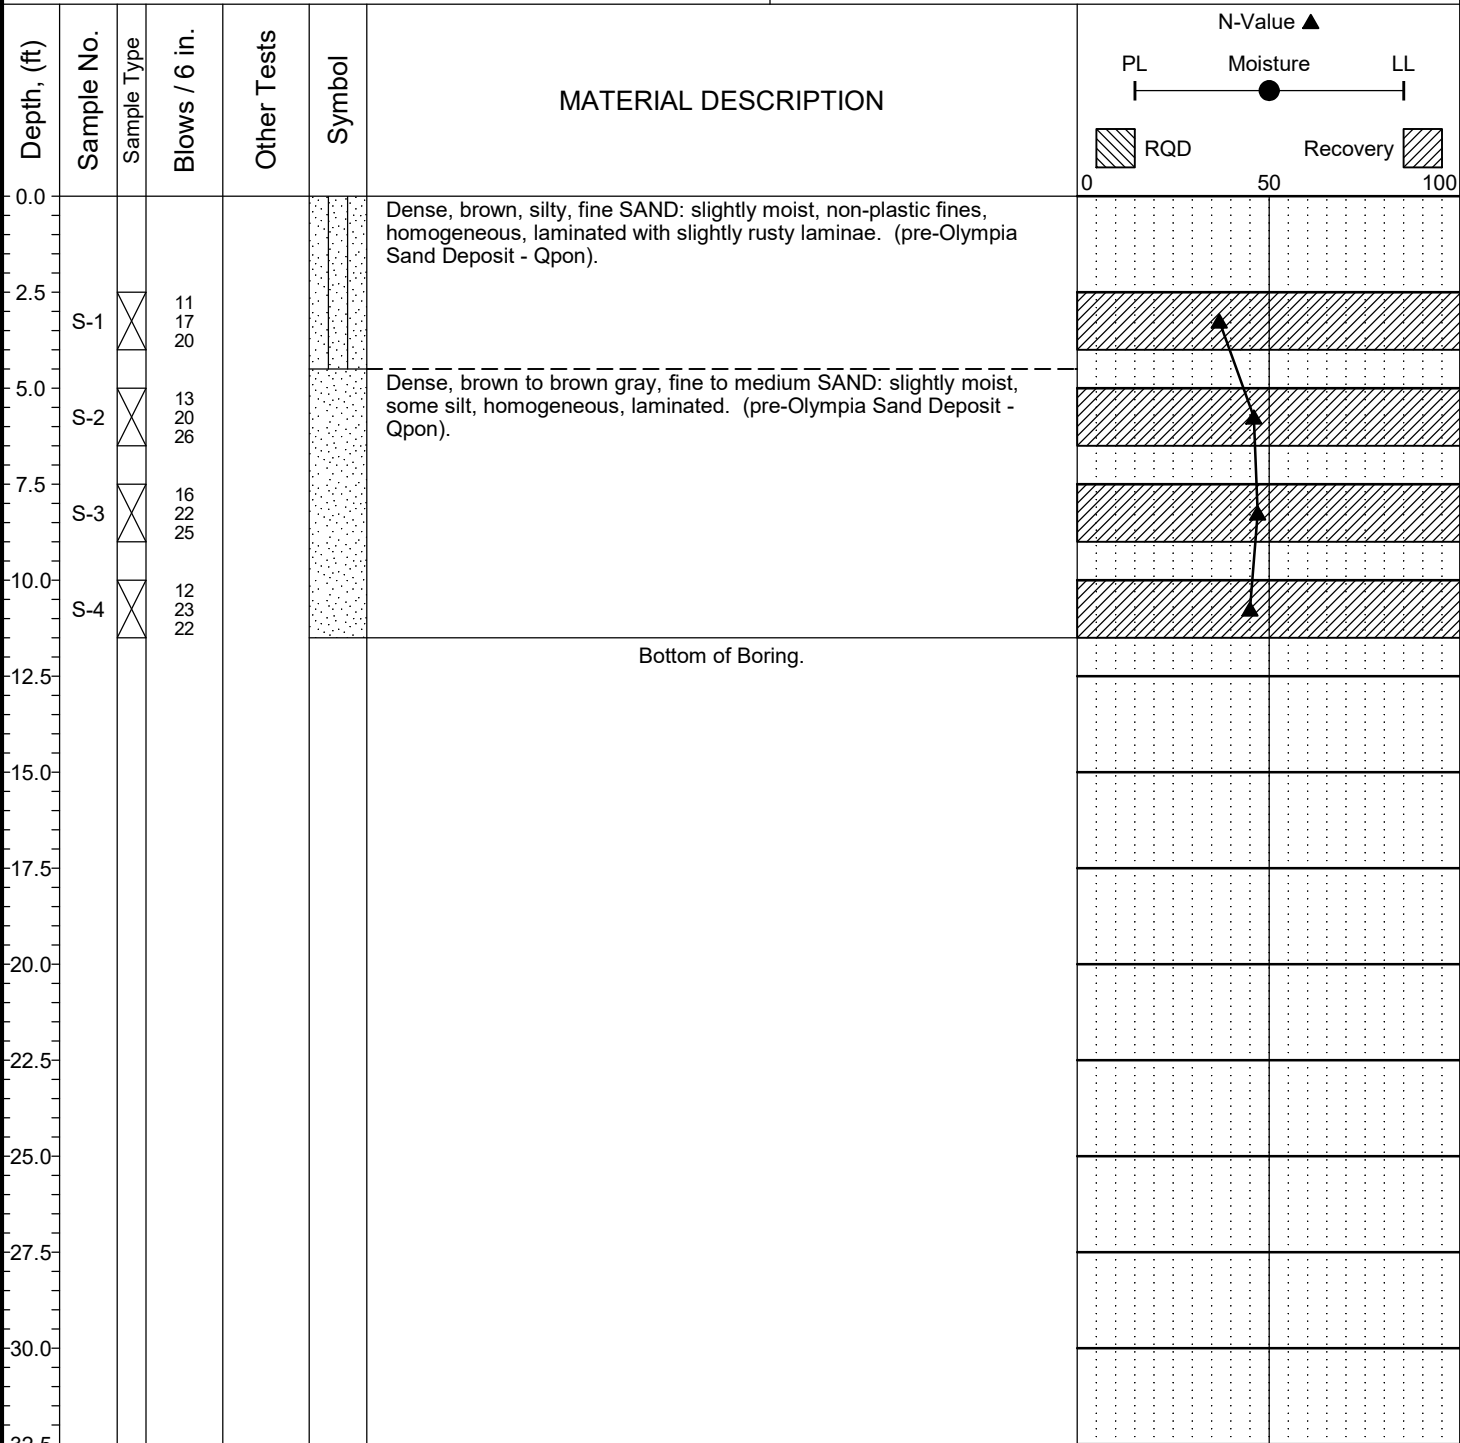 N-Value
PL Moisture LL
Depth, (ft)
Sample No.
Sample Type
Blows / 6 in.
Other Tests
Symbol
MATERIAL DESCRIPTION
RQD Recovery
0 50 100
0.0
Dense, brown, silty, fine SAND: slightly moist, non-plastic fines,
homogeneous, laminated with slightly rusty laminae. (pre-Olympia
Sand Deposit - Qpon).
2.5
S-1
11
17
20
Dense, brown to brown gray, fine to medium SAND: slightly moist,
some silt, homogeneous, laminated. (pre-Olympia Sand Deposit -
Qpon).
5.0
S-2
13
20
26
7.5
S-3
16
22
25
10.0
S-4
12
23
22
Bottom of Boring.
12.5
15.0
17.5
20.0
22.5
25.0
27.5
30.0
32.5